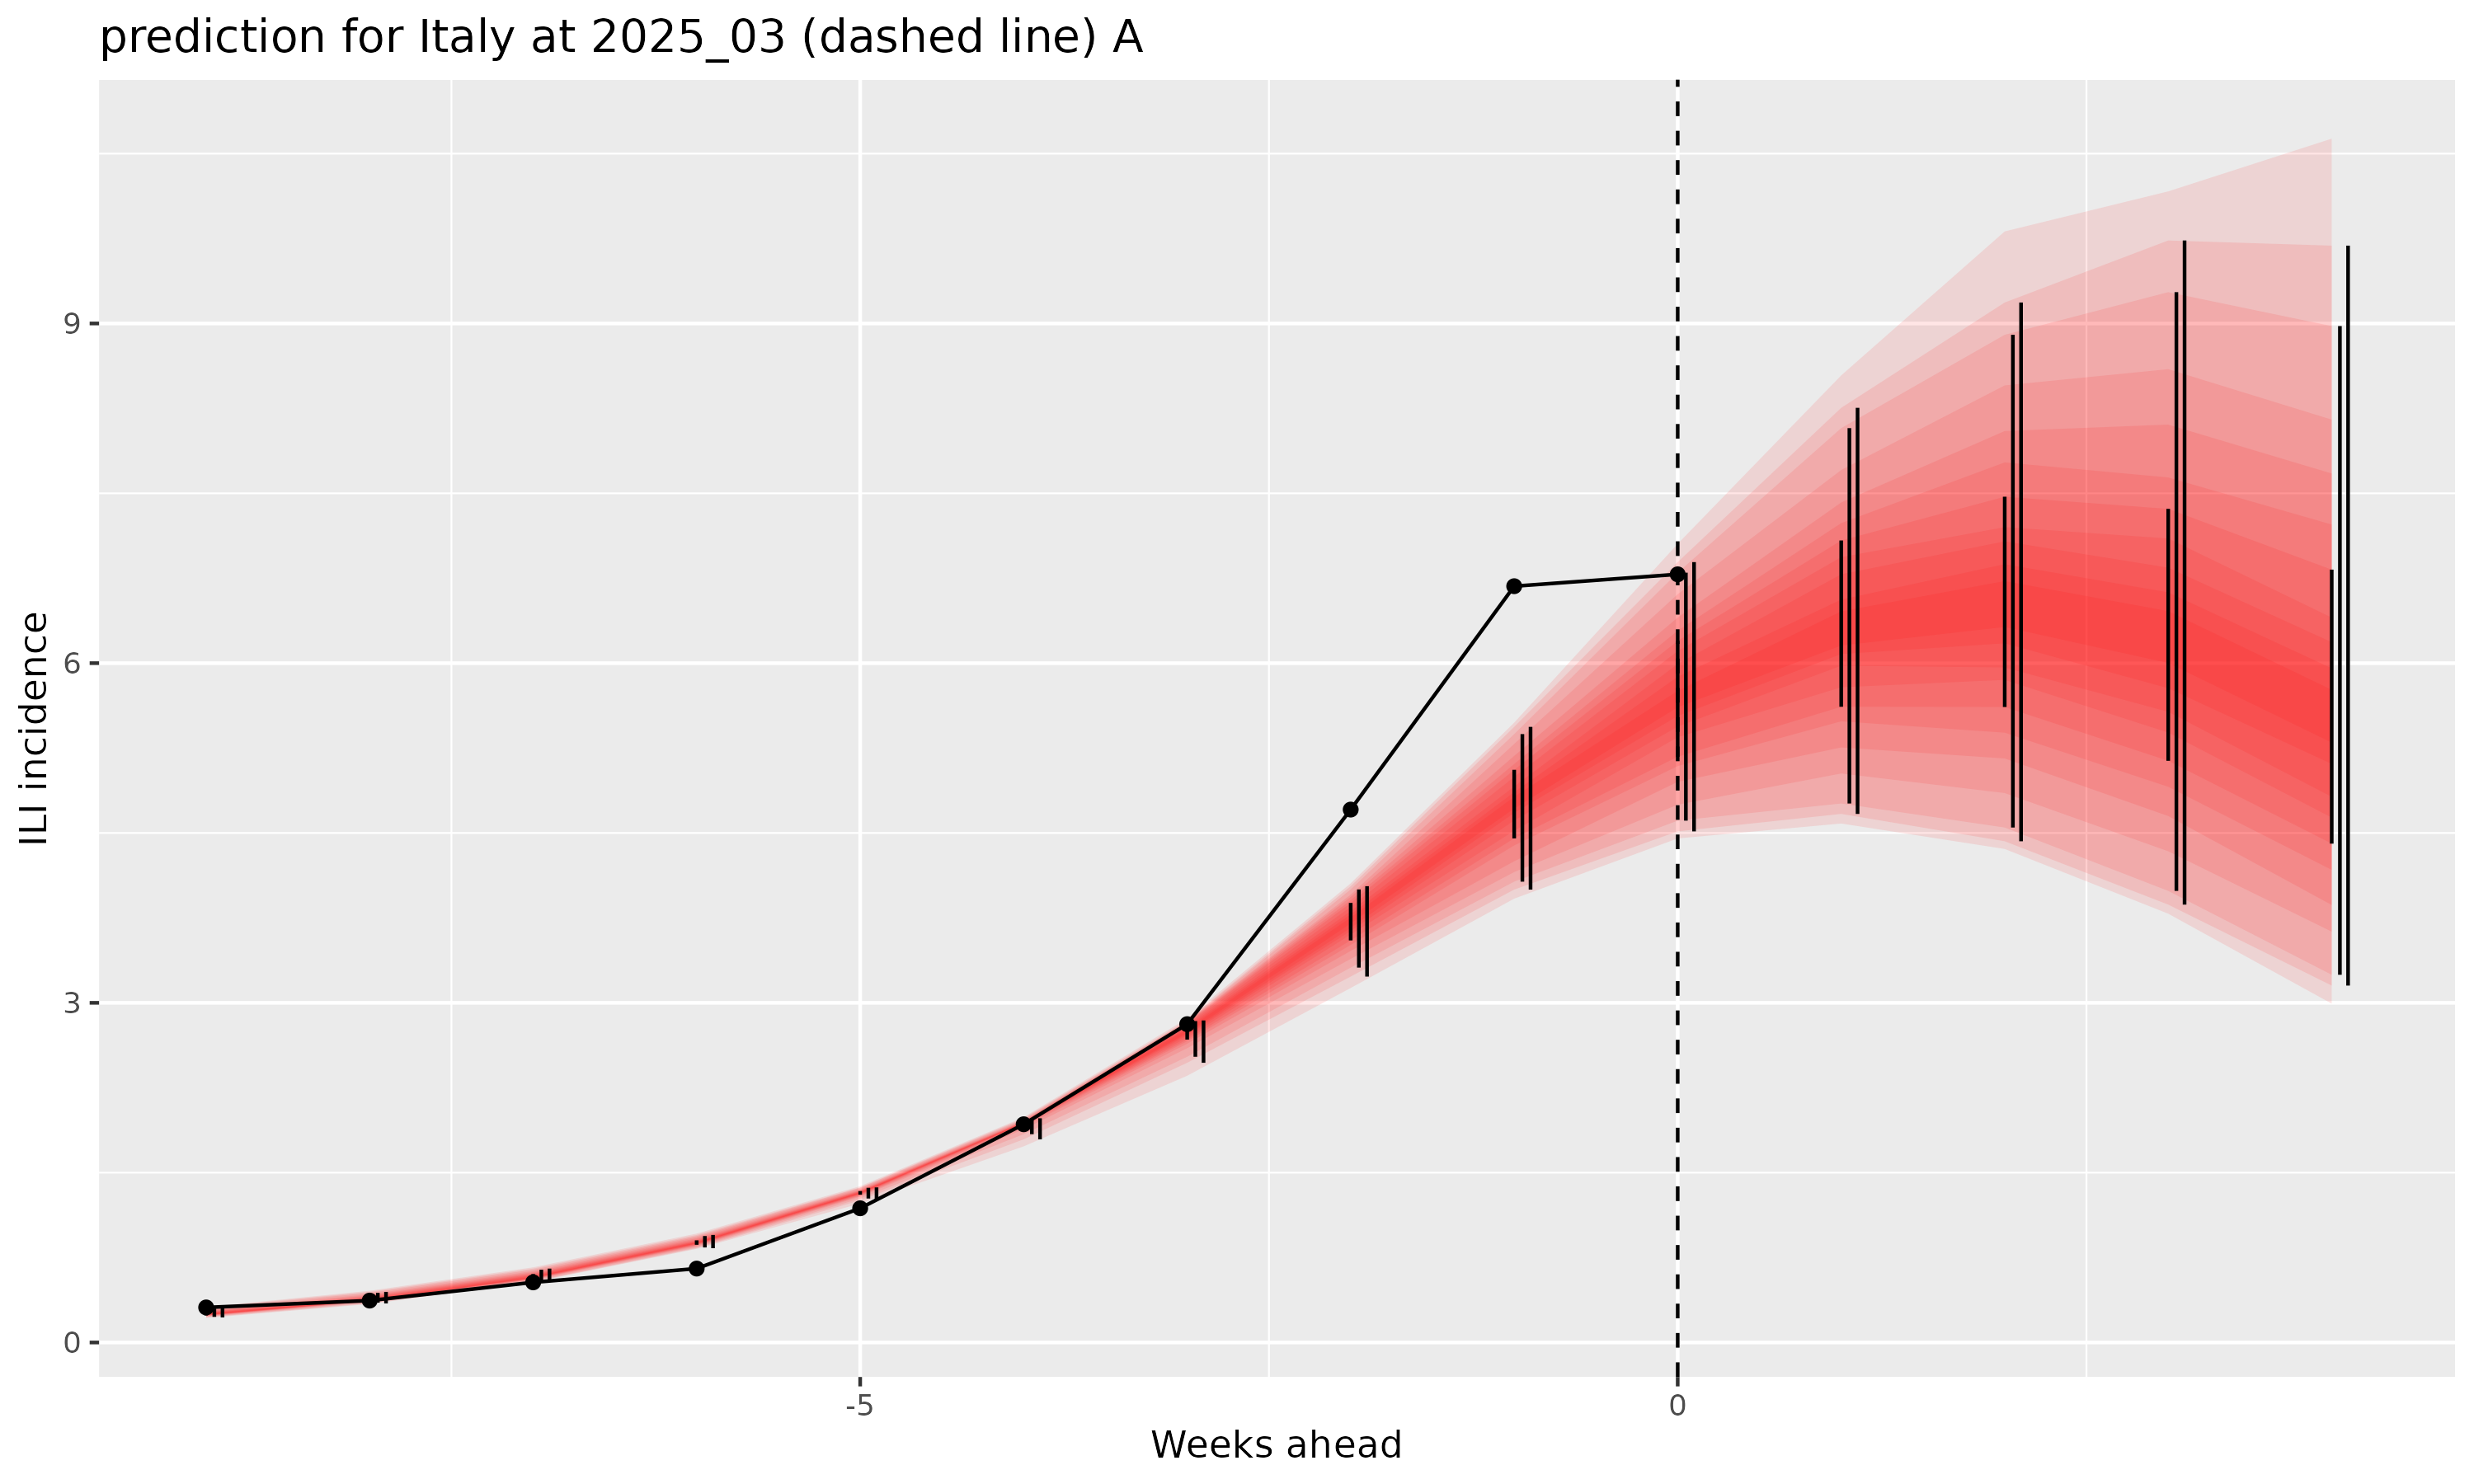 prediction for Italy at 2025_03 (dashed line) A
ILI incidence
9
6
3
0
-5
0
Weeks ahead